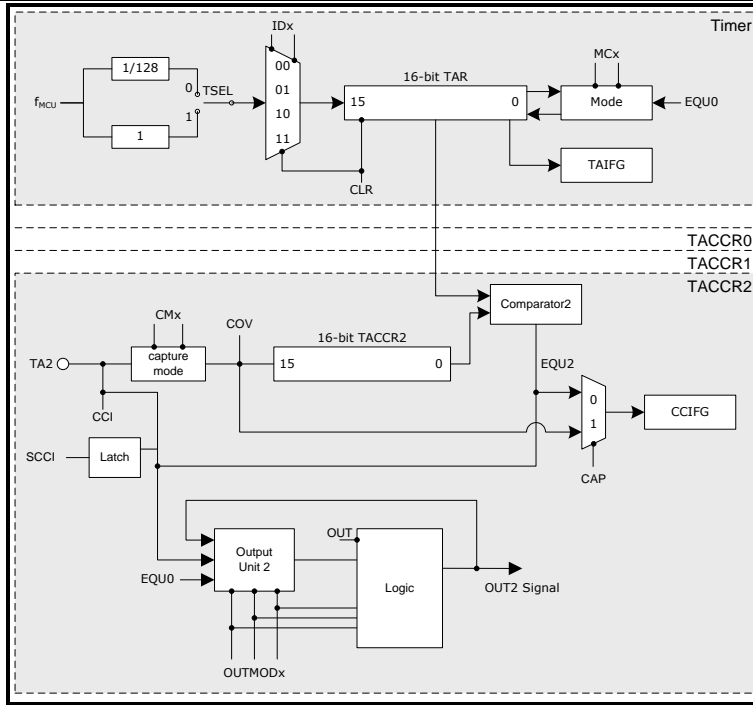 Timer
IDx
1/128
00
16-bit TAR
MCx
0
TSEL
01
15
0
Mode
EQU0
fMCU
10
1
1
11
TAIFG
CLR
TACCR0
TACCR1
TACCR2
Comparator2
CMx
COV
16-bit TACCR2
TA2
capture
mode
15
0
EQU2
0
CCIFG
CCI
1
SCCI
Latch
CAP
OUT
Output
Unit 2
EQU0
Logic
OUT2 Signal
OUTMODx